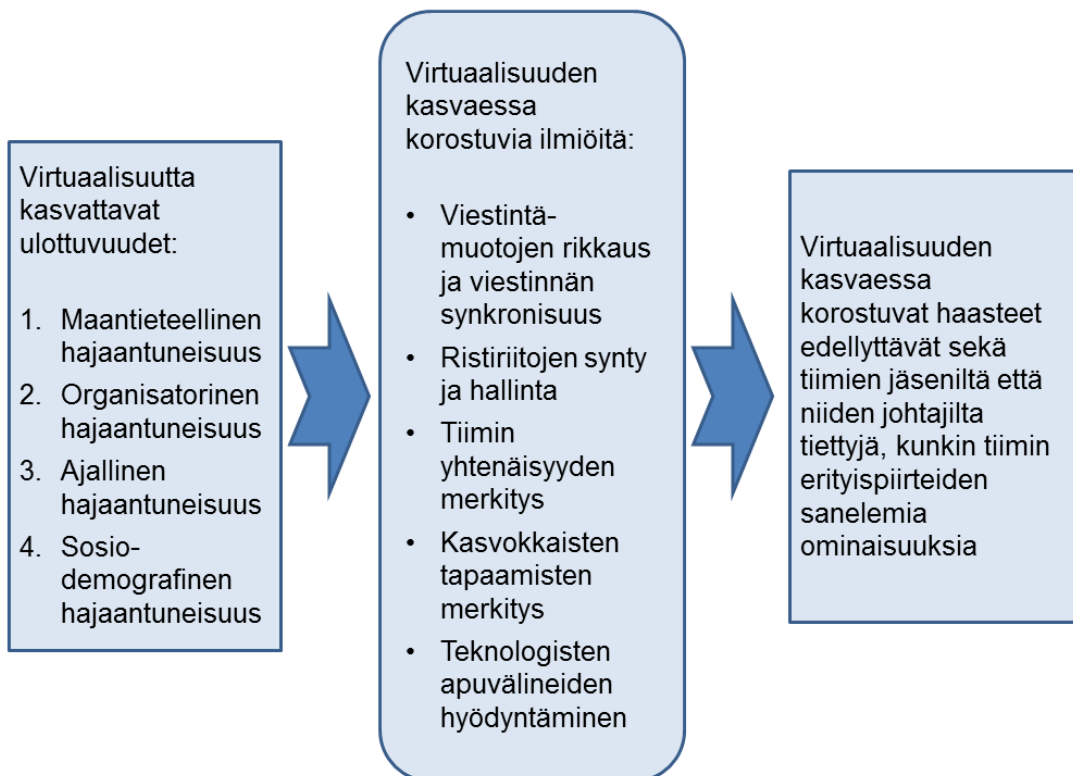 Virtuaalisuutta
kasvattavat
ulottuvuudet:
1. Maantieteellinen
hajaantuneisuus
2. Organisatorinen
hajaantuneisuus
3. Ajallinen
hajaantuneisuus
4. Sosio-
demografinen
hajaantuneisuus
Virtuaalisuuden
kasvaessa
korostuvia ilmiöitä:
• Viestintä-
muotojen rikkaus
ja viestinnän
synkronisuus
• Ristiriitojen synty
ja hallinta
• Tiimin
yhtenäisyyden
merkitys
• Kasvokkaisten
tapaamisten
merkitys
• Teknologisten
apuvälineiden
hyödyntäminen
Virtuaalisuuden
kasvaessa
korostuvat haasteet
edellyttävät sekä
tiimien jäseniltä että
niiden johtajilta
tiettyjä, kunkin tiimin
erityispiirteiden
sanelemia
ominaisuuksia